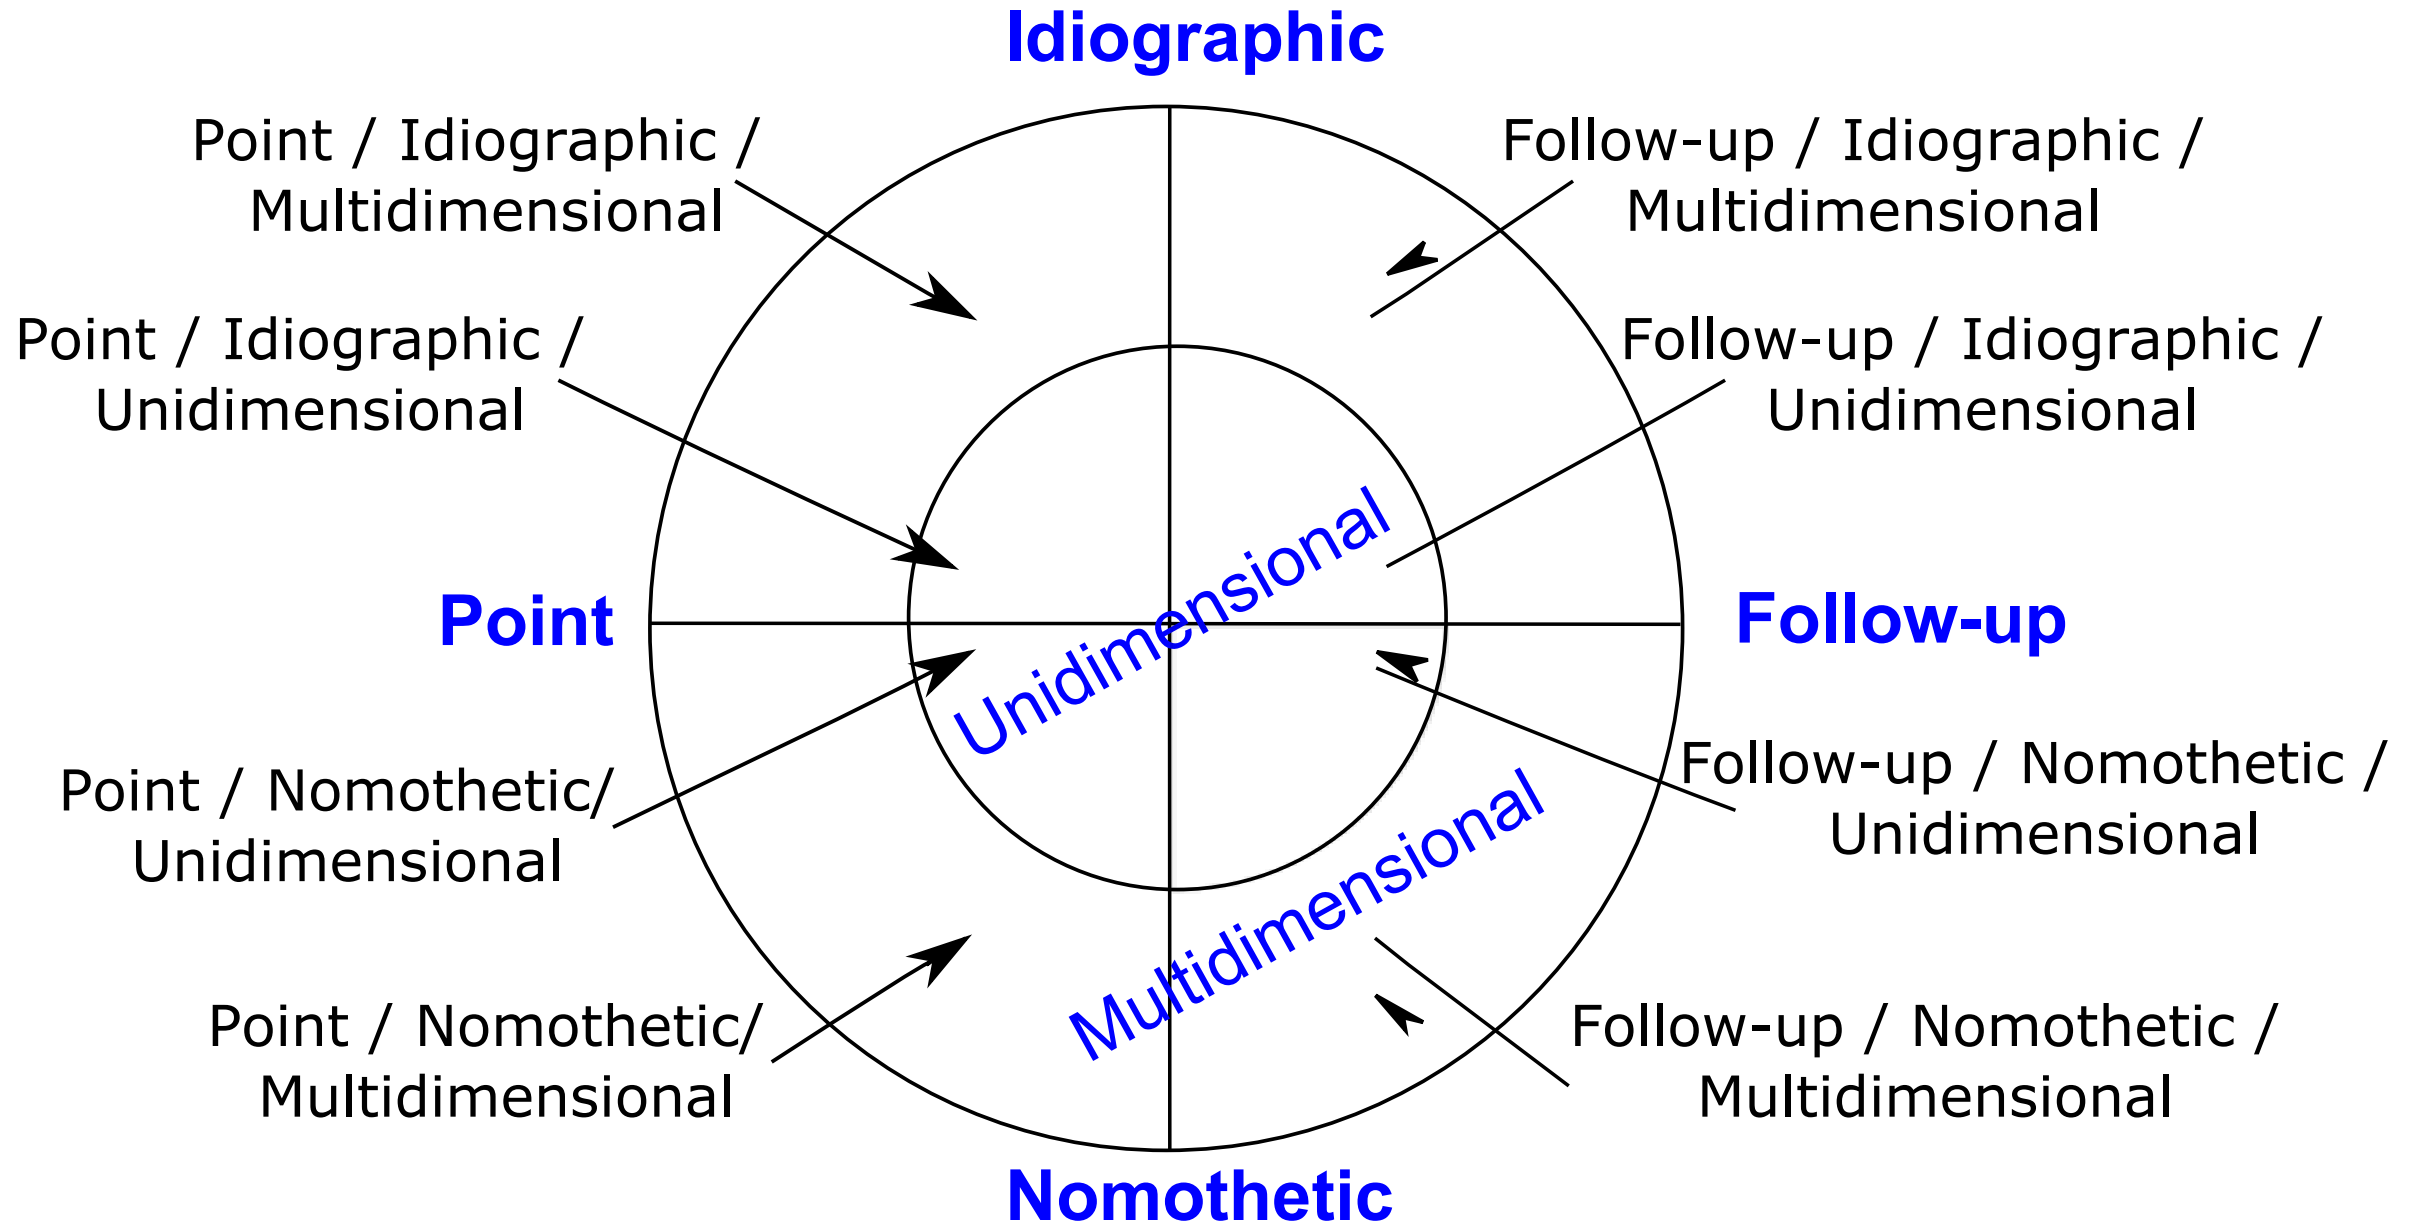 Idiographic
Point / Idiographic /
Multidimensional
Follow-up / Idiographic /
Multidimensional
Point / Idiographic /
Unidimensional
Follow-up / Idiographic /
Unidimensional
Unidimensional
Point
Follow-up
Point / Nomothetic/
Unidimensional
Follow-up / Nomothetic /
Unidimensional
Multidimensional
Point / Nomothetic/
Multidimensional
Follow-up / Nomothetic /
Multidimensional
Nomothetic